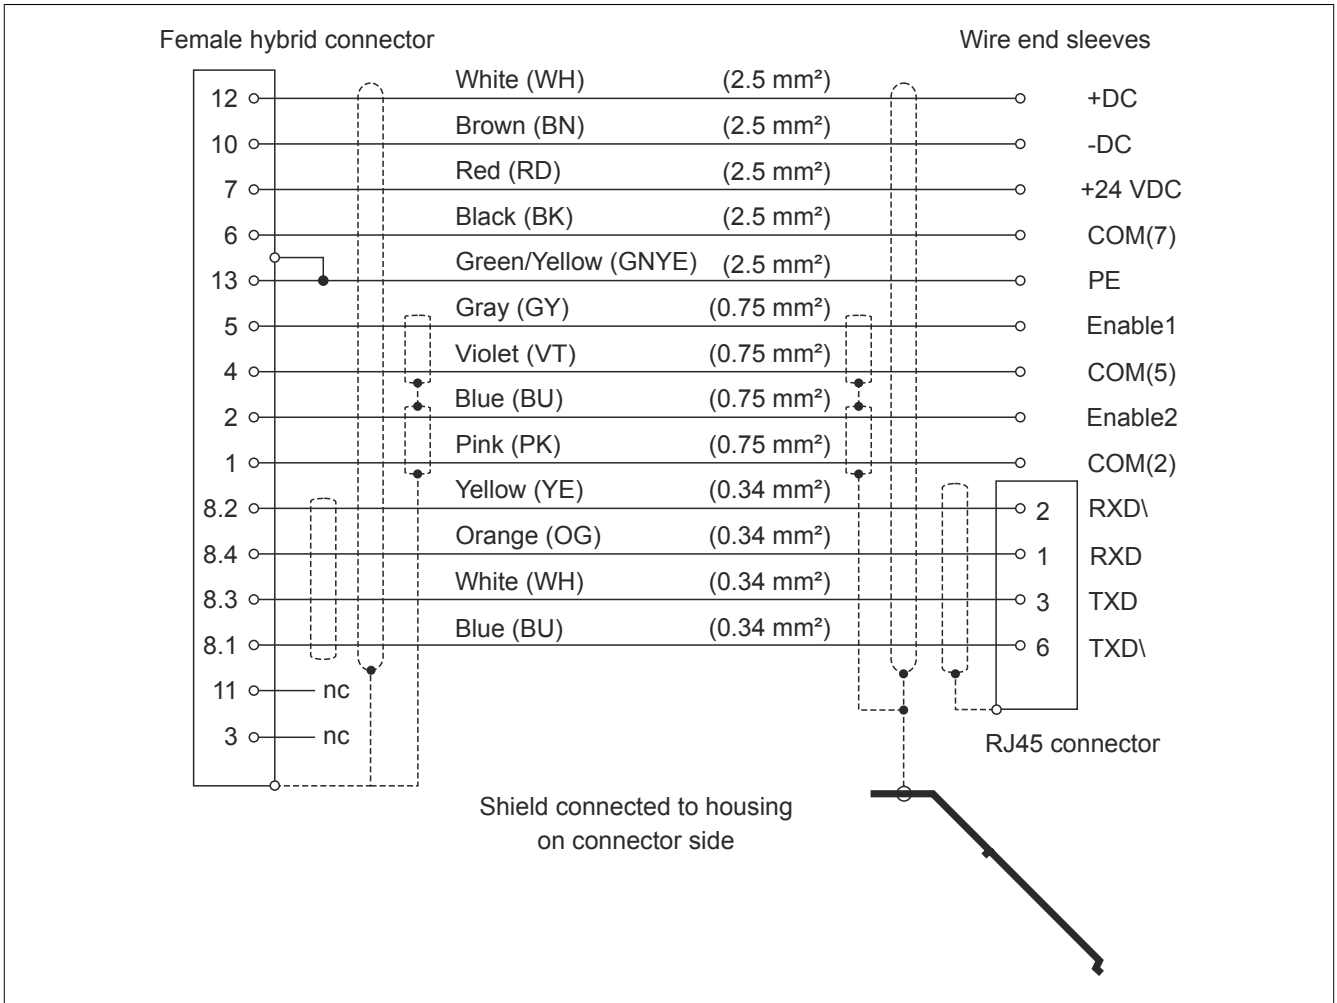 Female hybrid connector Wire end sleeves
12 White (WH) (2.5 mm²) +DC
10 Brown (BN) (2.5 mm²) -DC
7 Red (RD) (2.5 mm²) +24 VDC
6 Black (BK) (2.5 mm²) COM(7)
13 Green/Yellow (GNYE) (2.5 mm²) PE
5 Gray (GY) (0.75 mm²) Enable1
4 Violet (VT) (0.75 mm²) COM(5)
2 Blue (BU) (0.75 mm²) Enable2
1 Pink (PK) (0.75 mm²) COM(2)
8.2 Yellow (YE) (0.34 mm²) 2 RXD\
8.4 Orange (OG) (0.34 mm²) 1 RXD
8.3 White (WH) (0.34 mm²) 3 TXD
8.1 Blue (BU) (0.34 mm²) 6 TXD\
11 nc
3 nc
RJ45 connector
Shield connected to housing
on connector side